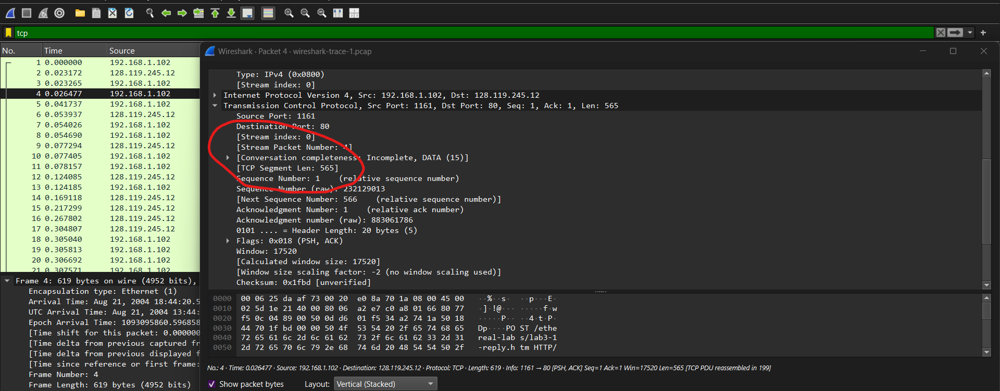 tcp
No. Time Source
1 0.000000 192.168.1.102
2 0.023172 128.119.245.12
3 0.023265 192.168.1.102
4 0.026477 192.168.1.102
5 0.041737 192.168.1.102
6 0.053937 128.119.245.12
7 0.054026 192.168.1.102
8 0.054690 192.168.1.102
9 0.077294 128.119.245.12
10 0.077405 192.168.1.102
11 0.078157 192.168.1.102
12 0.124085 128.119.245.12
13 0.124185 192.168.1.102
14 0.169118 128.119.245.12
15 0.217299 128.119.245.12
16 0.267802 128.119.245.12
17 0.304807 128.119.245.12
18 0.305040 192.168.1.102
19 0.305813 192.168.1.102
20 0.306692 192.168.1.102
21 0.307571 192.168.1.102
Frame 4: 619 bytes on wire (4952 bits),
Encapsulation type: Ethernet (1)
Arrival Time: Aug 21, 2004 18:44:20.5
UTC Arrival Time: Aug 21, 2004 13:44:
Epoch Arrival Time: 1093095860.596858
[Time shift for this packet: 0.000000
[Time delta from previous captured fr
[Time delta from previous displayed f
[Time since reference or first frame:
Frame Number: 4
Frame Length: 619 bytes (4952 bits)
Wireshark · Packet 4 · wireshark-trace-1.pcap
Type: IPv4 (0x0800)
[Stream index: 0]
Internet Protocol Version 4, Src: 192.168.1.102, Dst: 128.119.245.12
Transmission Control Protocol, Src Port: 1161, Dst Port: 80, Seq: 1, Ack: 1, Len: 565
Source Port: 1161
Destination Port: 80
[Stream index: 0]
[Stream Packet Number: 4]
[Conversation completeness: Incomplete, DATA (15)]
[TCP Segment Len: 565]
Sequence Number: 1 (relative sequence number)
Sequence Number (raw): 232129013
[Next Sequence Number: 566 (relative sequence number)]
Acknowledgment Number: 1 (relative ack number)
Acknowledgment number (raw): 883061786
0101 .... = Header Length: 20 bytes (5)
Flags: 0x018 (PSH, ACK)
Window: 17520
[Calculated window size: 17520]
[Window size scaling factor: -2 (no window scaling used)]
Checksum: 0x1fbd [unverified]
0000 00 06 25 da af 73 00 20 e0 8a 70 1a 08 00 45 00 ··%··s·  ··p···E·
0010 02 5d 1e 21 40 00 80 06 a2 e7 c0 a8 01 66 80 77 ·]·!@··· ·····f·w
0020 f5 0c 04 89 00 50 0d d6 01 f5 34 a2 74 1a 50 18 ·····P·· ··4·t·P·
0030 44 70 1f bd 00 00 50 4f 53 54 20 2f 65 74 68 65 Dp····PO ST /ethe
0040 72 65 61 6c 2d 6c 61 62 73 2f 6c 61 62 33 2d 31 real-lab s/lab3-1
0050 2d 72 65 70 6c 79 2e 68 74 6d 20 48 54 54 50 2f -reply.h tm HTTP/
No.: 4 · Time: 0.026477 · Source: 192.168.1.102 · Destination: 128.119.245.12 · Protocol: TCP · Length: 619 · Info: 1161 → 80 [PSH, ACK] Seq=1 Ack=1 Win=17520 Len=565 [TCP PDU reassembled in 199]
Show packet bytes Layout: Vertical (Stacked)